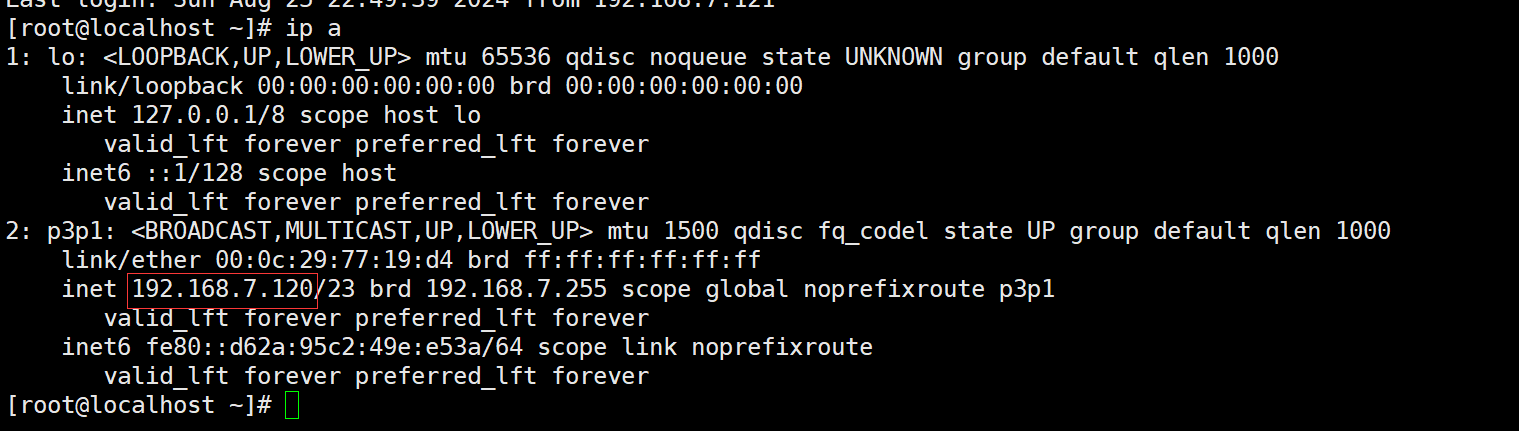 Last login: Sun Aug 25 22:49:39 2024 from 192.168.7.121
[root@localhost ~]# ip a
1: lo: <LOOPBACK,UP,LOWER_UP> mtu 65536 qdisc noqueue state UNKNOWN group default qlen 1000
    link/loopback 00:00:00:00:00:00 brd 00:00:00:00:00:00
    inet 127.0.0.1/8 scope host lo
       valid_lft forever preferred_lft forever
    inet6 ::1/128 scope host
       valid_lft forever preferred_lft forever
2: p3p1: <BROADCAST,MULTICAST,UP,LOWER_UP> mtu 1500 qdisc fq_codel state UP group default qlen 1000
    link/ether 00:0c:29:77:19:d4 brd ff:ff:ff:ff:ff:ff
    inet 192.168.7.120/23 brd 192.168.7.255 scope global noprefixroute p3p1
       valid_lft forever preferred_lft forever
    inet6 fe80::d62a:95c2:49e:e53a/64 scope link noprefixroute
       valid_lft forever preferred_lft forever
[root@localhost ~]#